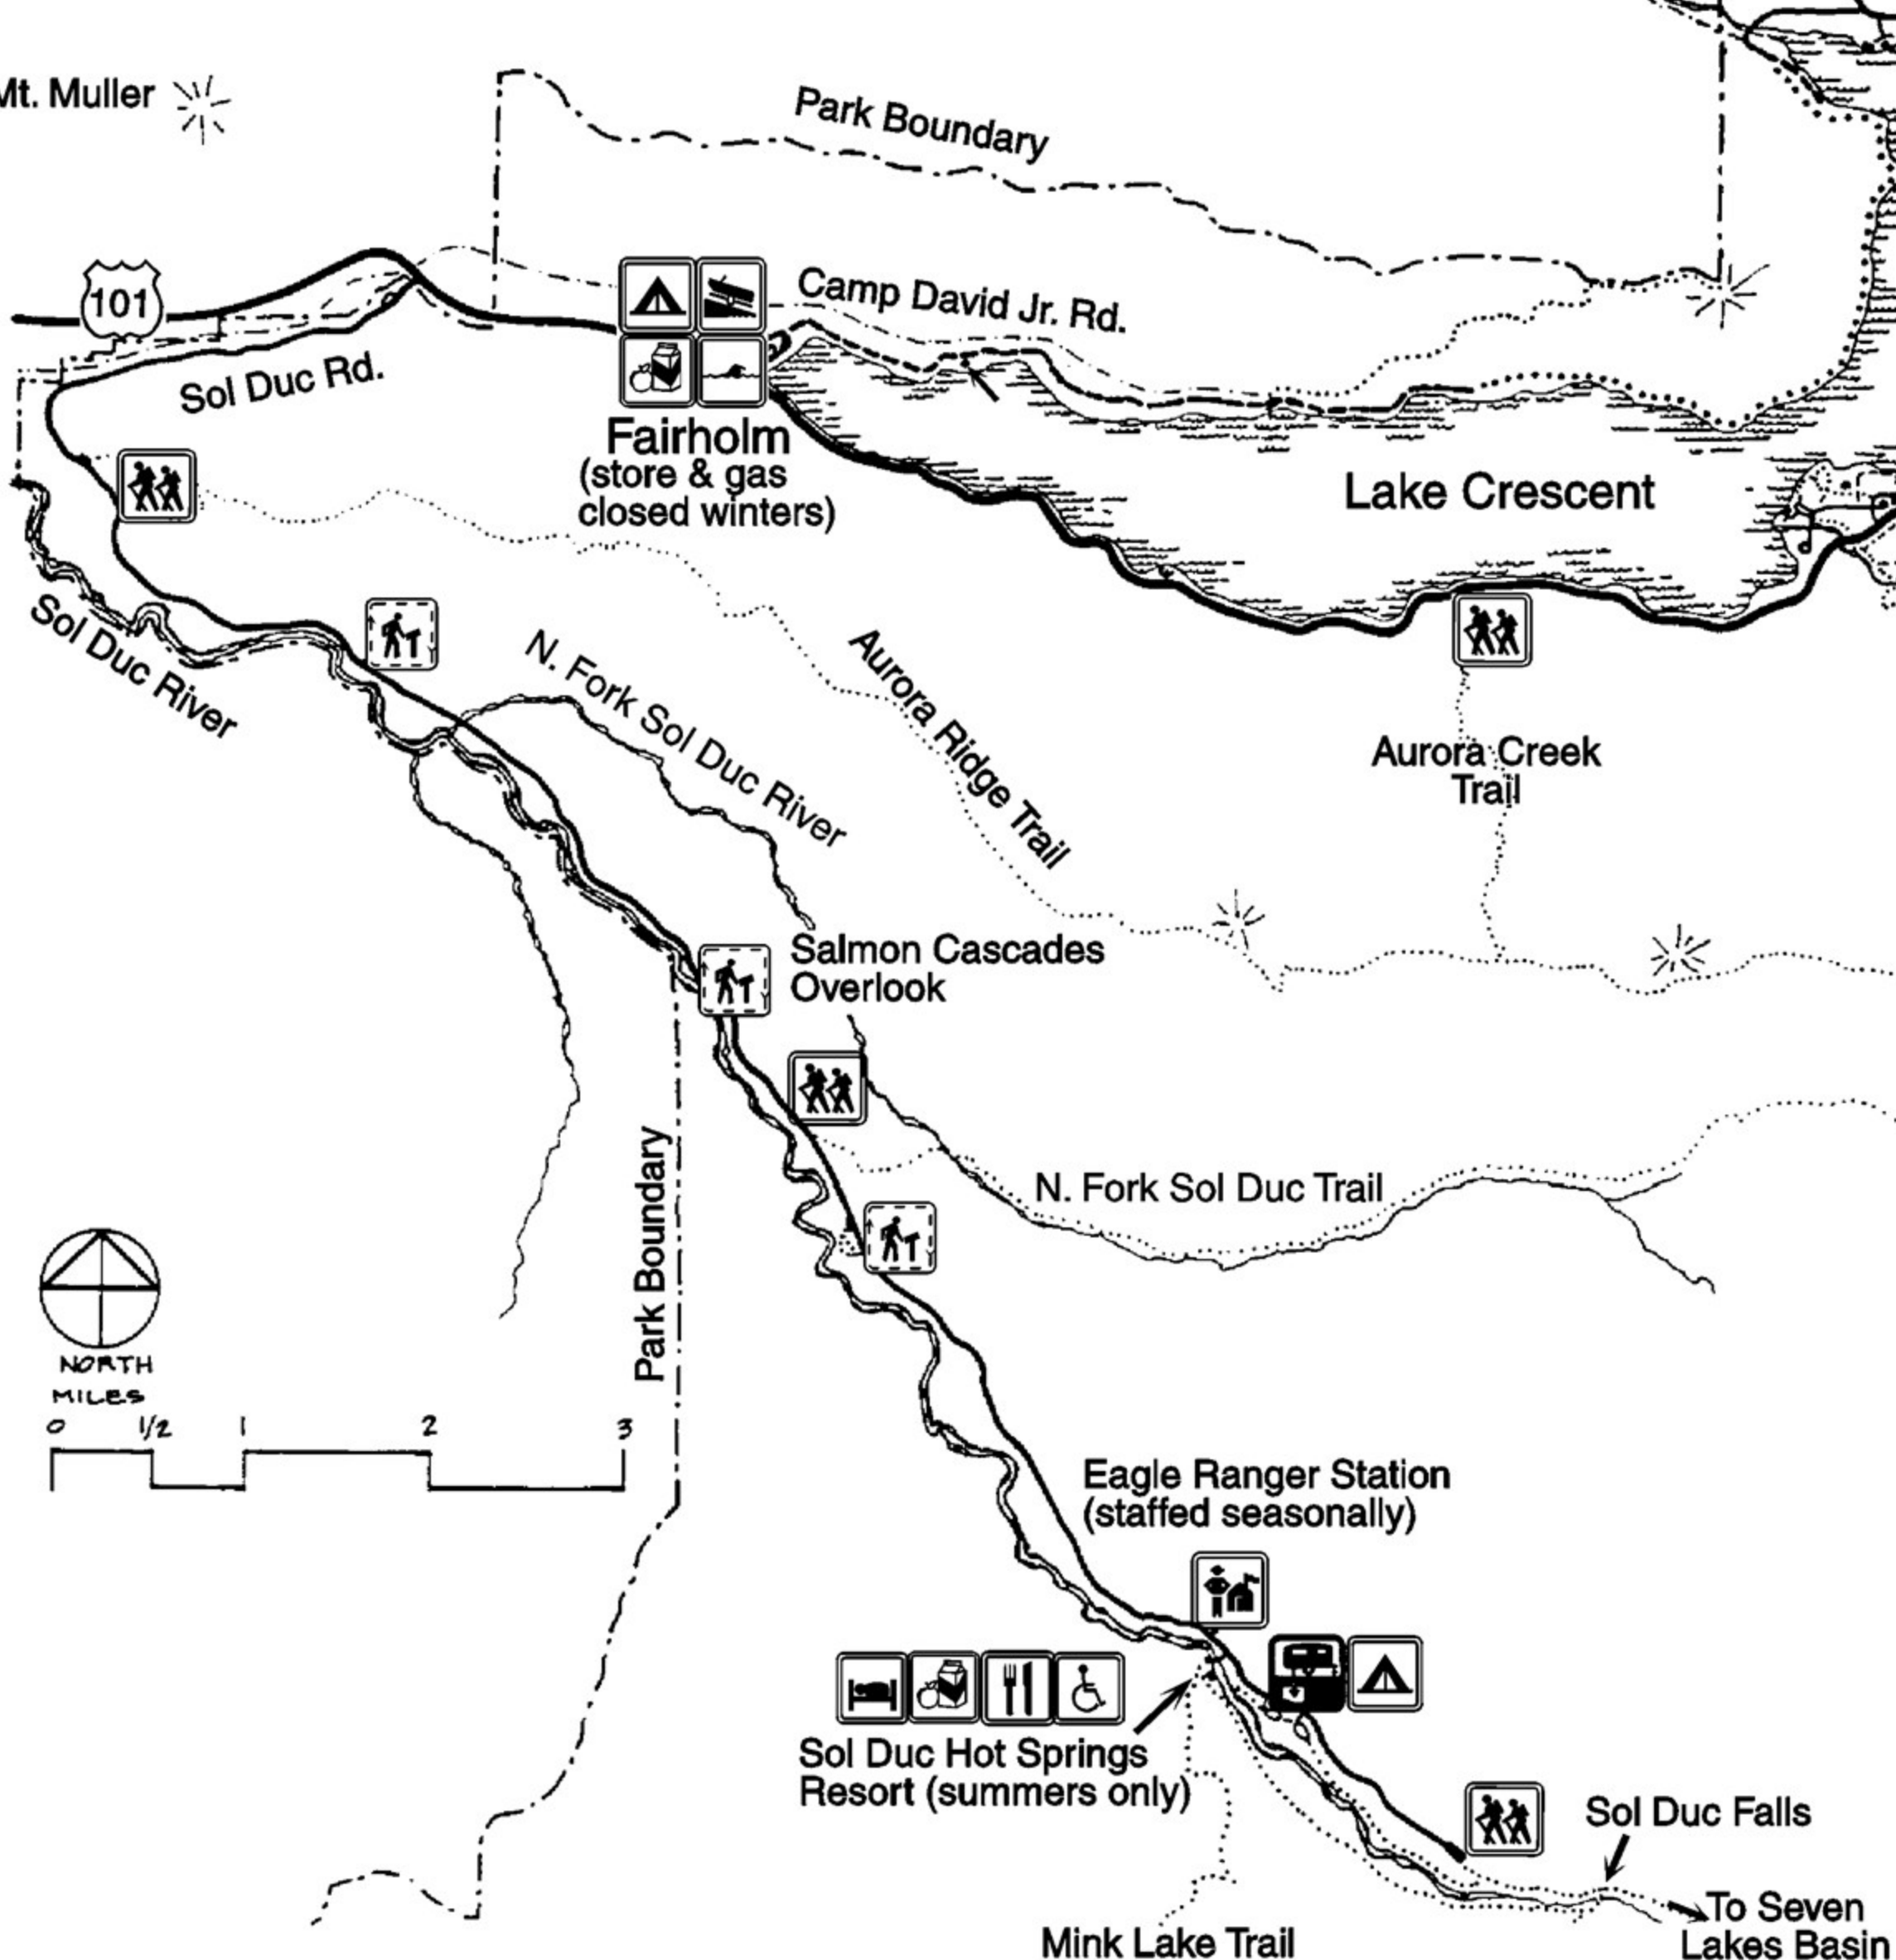 Mt. Muller
Park Boundary
101
Camp David Jr. Rd.
Sol Duc Rd.
Fairholm
(store & gas
closed winters)
Lake Crescent
Sol Duc River
N. Fork Sol Duc River
Aurora Ridge Trail
Aurora Creek
Trail
Salmon Cascades
Overlook
Park Boundary
N. Fork Sol Duc Trail
NORTH
MILES
0 1/2 1 2 3
Eagle Ranger Station
(staffed seasonally)
Sol Duc Hot Springs
Resort (summers only)
Sol Duc Falls
To Seven
Lakes Basin
Mink Lake Trail